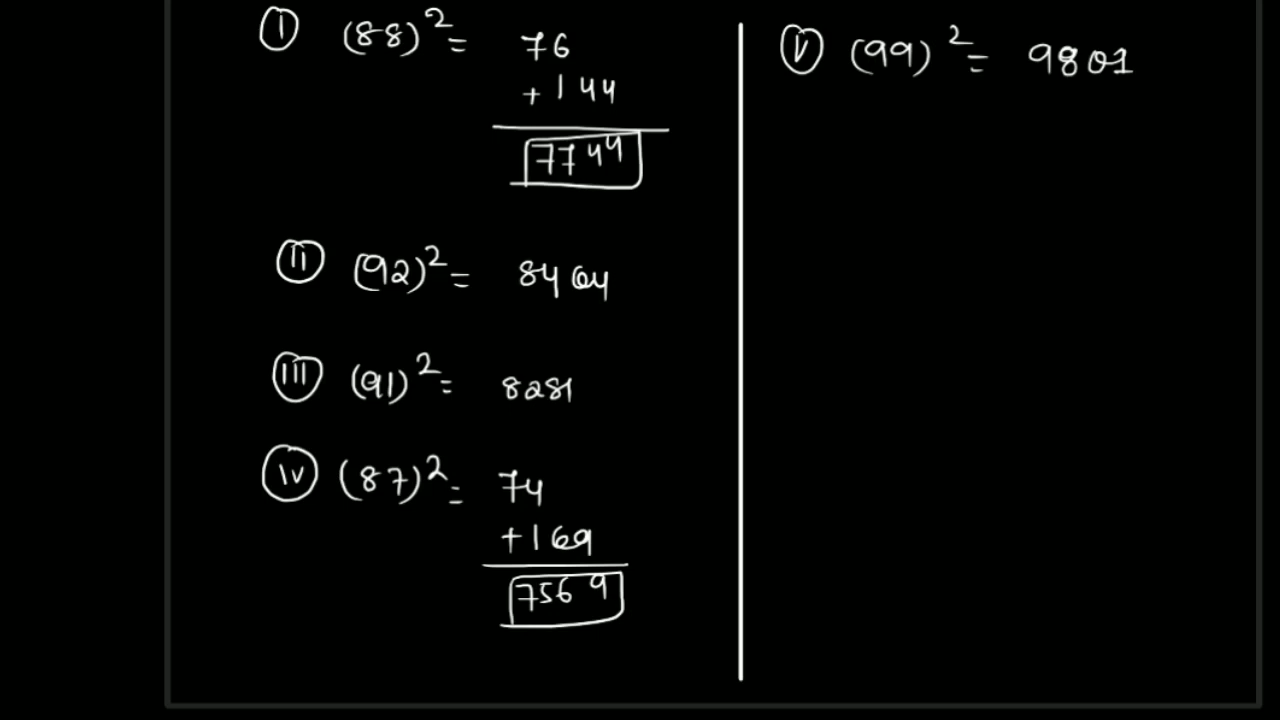 (i) (88)² = 76
+ 144
7744
(ii) (92)² = 8464
(iii) (91)² = 8281
(iv) (87)² = 74
+ 169
7569
(v) (99)² = 9801